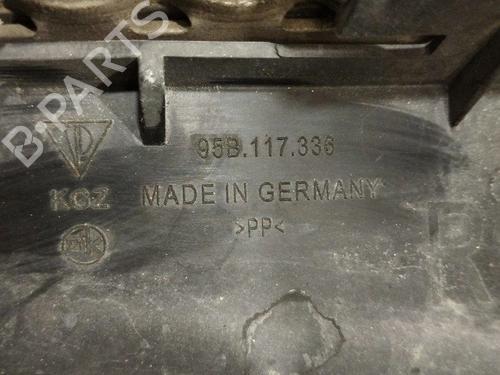 B-PARTS
95B.117.336
KOZ
MADE IN GERMANY
>PP<
R